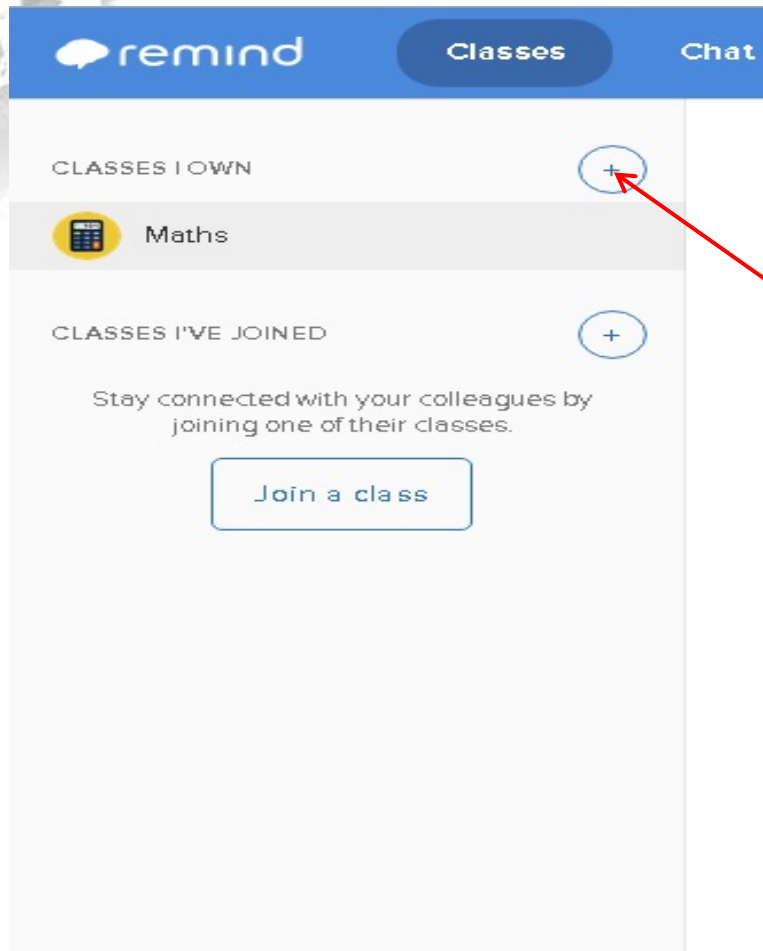 remind
Classes
Chat
CLASSES I OWN
+
Maths
CLASSES I'VE JOINED
+
Stay connected with your colleagues by
joining one of their classes.
Join a class